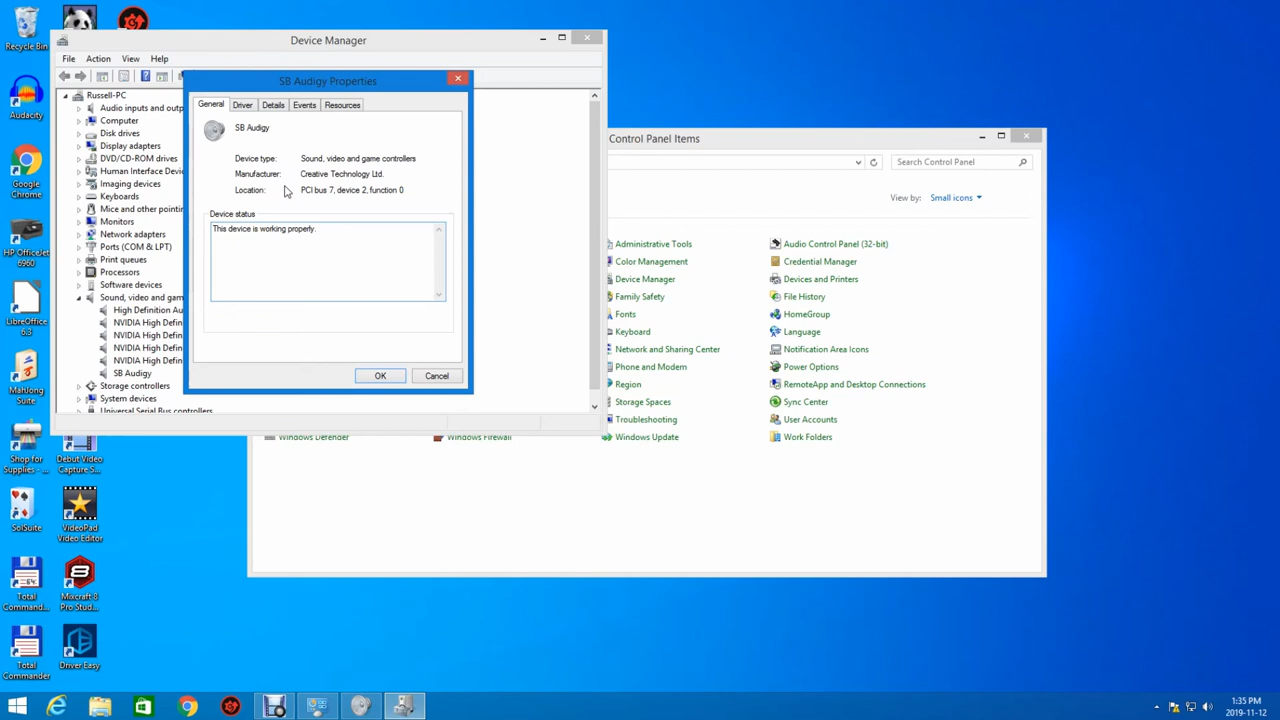 Recycle Bin
Audacity
Google
Chrome
HP OfficeJet
6960
LibreOffice
6.3
MahJong
Suite
Shop for
Supplies - ...
Debut Video
Capture S...
SolSuite
VideoPad
Video Editor
Total
Comman...
Mixcraft 8
Pro Stud...
Total
Commander
Driver Easy
Device Manager
File
Action
View
Help
Russell-PC
Audio inputs and outp
Computer
Disk drives
Display adapters
DVD/CD-ROM drives
Human Interface Devic
Imaging devices
Keyboards
Mice and other pointin
Monitors
Network adapters
Ports (COM & LPT)
Print queues
Processors
Software devices
Sound, video and gam
High Definition Au
NVIDIA High Defin
NVIDIA High Defin
NVIDIA High Defin
NVIDIA High Defin
SB Audigy
Storage controllers
System devices
Universal Serial Bus controllers
SB Audigy Properties
General
Driver
Details
Events
Resources
SB Audigy
Device type: Sound, video and game controllers
Manufacturer: Creative Technology Ltd.
Location: PCI bus 7, device 2, function 0
Device status
This device is working properly.
OK
Cancel
Control Panel Items
Search Control Panel
View by: Small icons
Administrative Tools
Audio Control Panel (32-bit)
Color Management
Credential Manager
Device Manager
Devices and Printers
Family Safety
File History
Fonts
HomeGroup
Keyboard
Language
Network and Sharing Center
Notification Area Icons
Phone and Modem
Power Options
Region
RemoteApp and Desktop Connections
Storage Spaces
Sync Center
Troubleshooting
User Accounts
Windows Defender
Windows Firewall
Windows Update
Work Folders
1:35 PM
2019-11-12